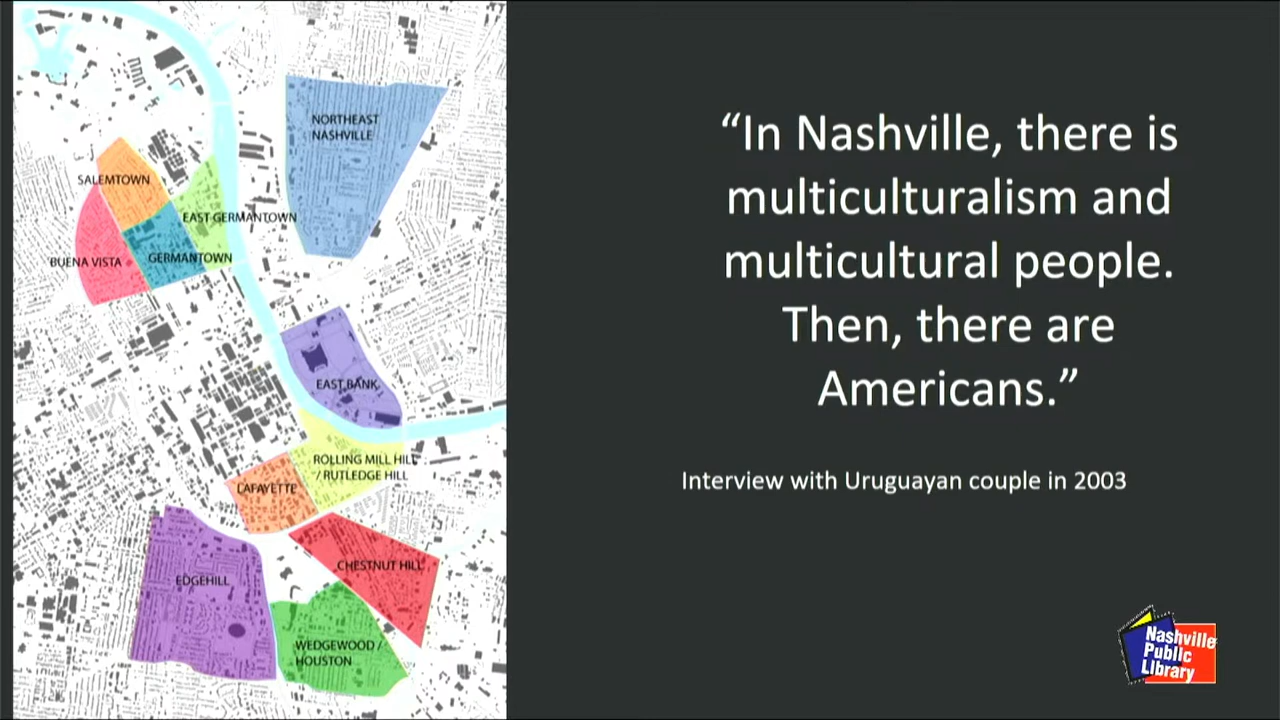 NORTHEAST
NASHVILLE
SALEMTOWN
EAST GERMANTOWN
BUENA VISTA
GERMANTOWN
EAST BANK
ROLLING MILL HILL
/ RUTLEDGE HILL
LAFAYETTE
CHESTNUT HILL
EDGEHILL
WEDGEWOOD /
HOUSTON
“In Nashville, there is
multiculturalism and
multicultural people.
Then, there are
Americans.”
Interview with Uruguayan couple in 2003
Nashville
Public
Library